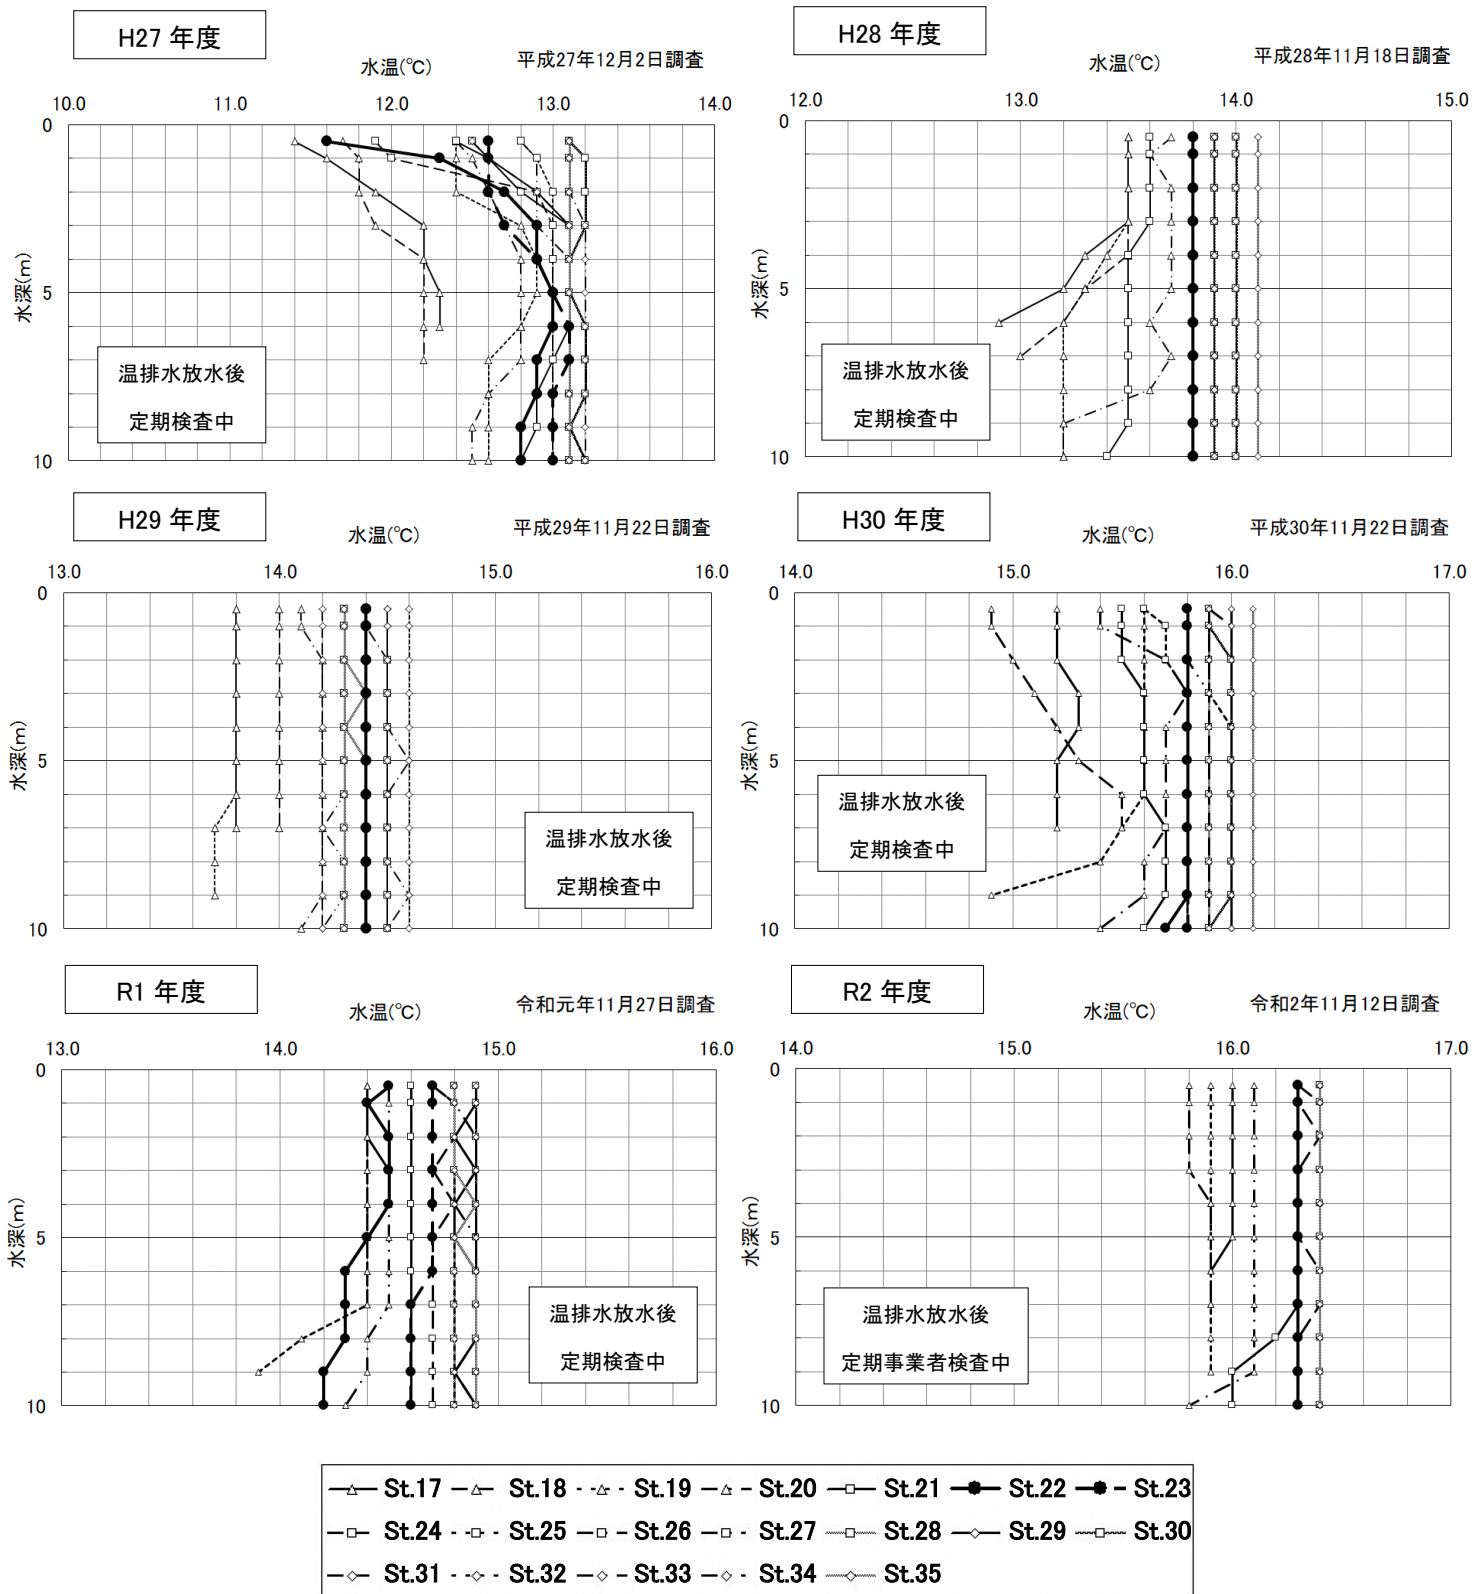 H27 年度
平成27年12月2日調査
水温(℃)
10.0 11.0 12.0 13.0 14.0
0
5
10
水深(m)
温排水放水後
定期検査中
H28 年度
平成28年11月18日調査
水温(℃)
12.0 13.0 14.0 15.0
0
5
10
水深(m)
温排水放水後
定期検査中
H29 年度
平成29年11月22日調査
水温(℃)
13.0 14.0 15.0 16.0
0
5
10
水深(m)
温排水放水後
定期検査中
H30 年度
平成30年11月22日調査
水温(℃)
14.0 15.0 16.0 17.0
0
5
10
水深(m)
温排水放水後
定期検査中
R1 年度
令和元年11月27日調査
水温(℃)
13.0 14.0 15.0 16.0
0
5
10
水深(m)
温排水放水後
定期検査中
R2 年度
令和2年11月12日調査
水温(℃)
14.0 15.0 16.0 17.0
0
5
10
水深(m)
温排水放水後
定期事業者検査中
St.17 St.18 St.19 St.20 St.21 St.22 St.23
St.24 St.25 St.26 St.27 St.28 St.29 St.30
St.31 St.32 St.33 St.34 St.35